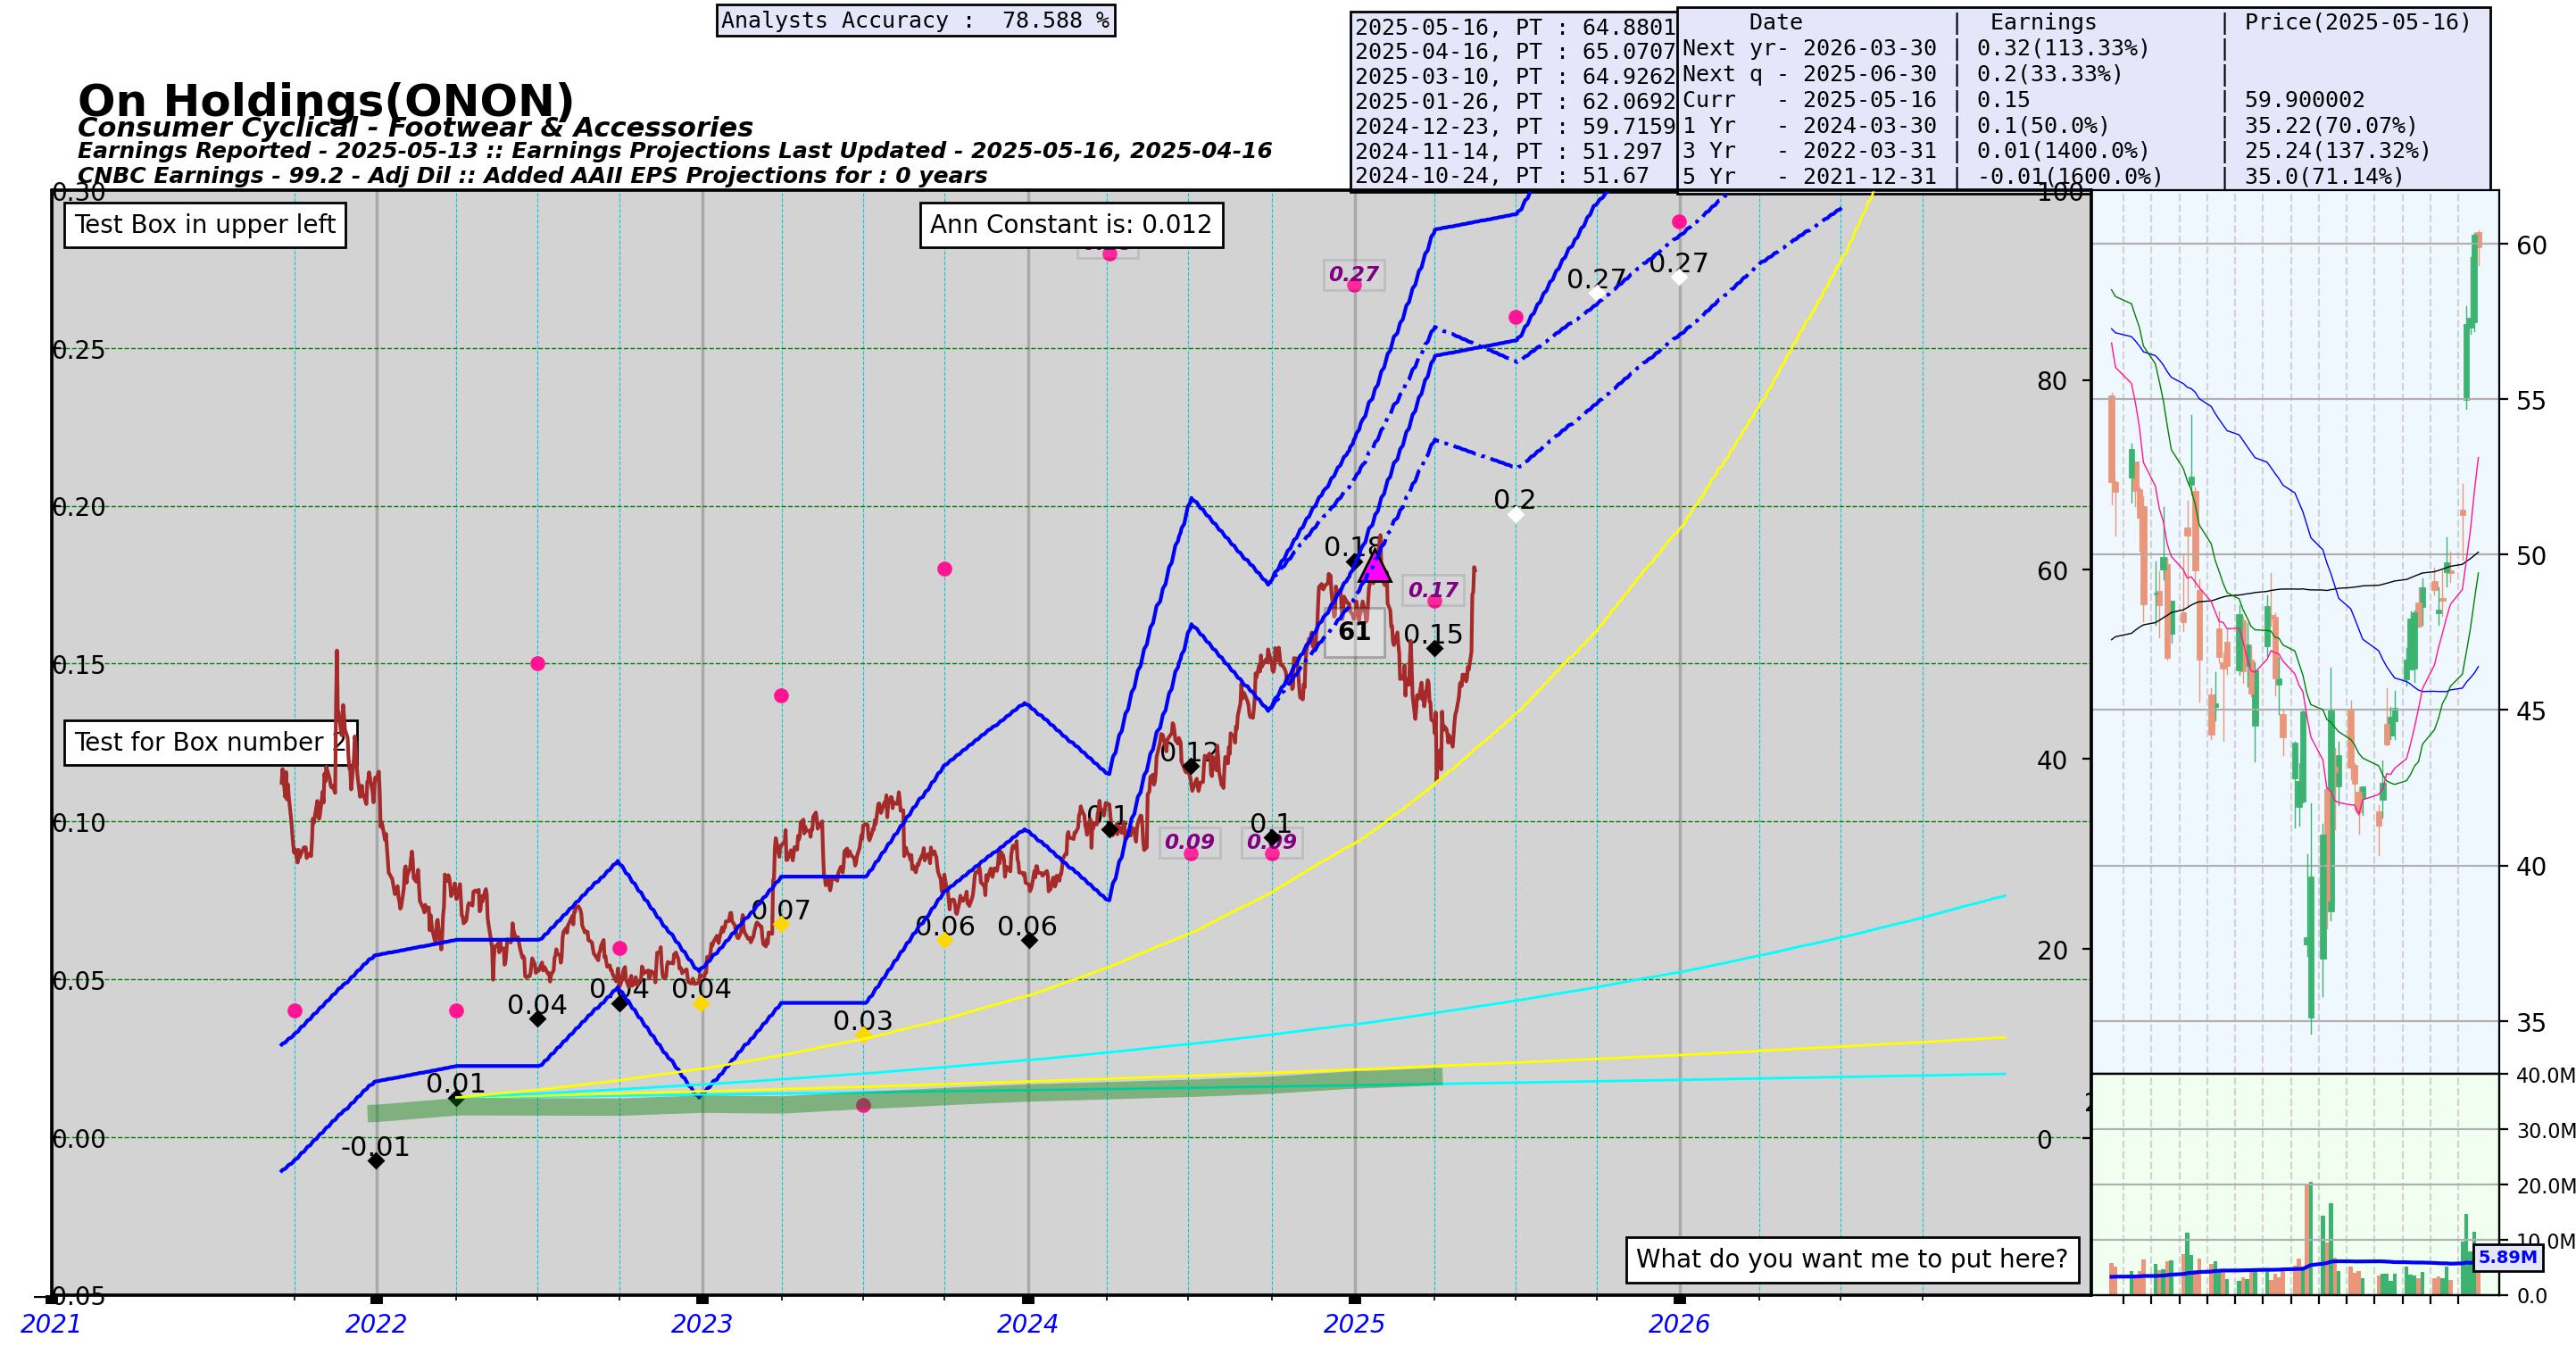 Analysts Accuracy :  78.588 %
On Holdings(ONON)
Consumer Cyclical - Footwear & Accessories
Earnings Reported - 2025-05-13 :: Earnings Projections Last Updated - 2025-05-16, 2025-04-16
CNBC Earnings - 99.2 - Adj Dil :: Added AAII EPS Projections for : 0 years
2025-05-16, PT : 64.8801
2025-04-16, PT : 65.0707
2025-03-10, PT : 64.9262
2025-01-26, PT : 62.0692
2024-12-23, PT : 59.7159
2024-11-14, PT : 51.297
2024-10-24, PT : 51.67
Date | Earnings | Price(2025-05-16)
Next yr- 2026-03-30 | 0.32(113.33%) |
Next q - 2025-06-30 | 0.2(33.33%) |
Curr - 2025-05-16 | 0.15 | 59.900002
1 Yr - 2024-03-30 | 0.1(50.0%) | 35.22(70.07%)
3 Yr - 2022-03-31 | 0.01(1400.0%) | 25.24(137.32%)
5 Yr - 2021-12-31 | -0.01(1600.0%) | 35.0(71.14%)
Test Box in upper left
Ann Constant is: 0.012
Test for Box number 2
What do you want me to put here?
0.30
0.25
0.20
0.15
0.10
0.05
0.00
−0.05
-0.01
0.01
0.04
0.04
0.04
0.07
0.03
0.06
0.06
0.1
0.12
0.09
0.1
0.09
0.27
0.18
61
0.17
0.15
0.2
0.27
0.27
100
80
60
40
20
0
2021
2022
2023
2024
2025
2026
60
55
50
45
40
35
40.0M
30.0M
20.0M
10.0M
5.89M
0.0